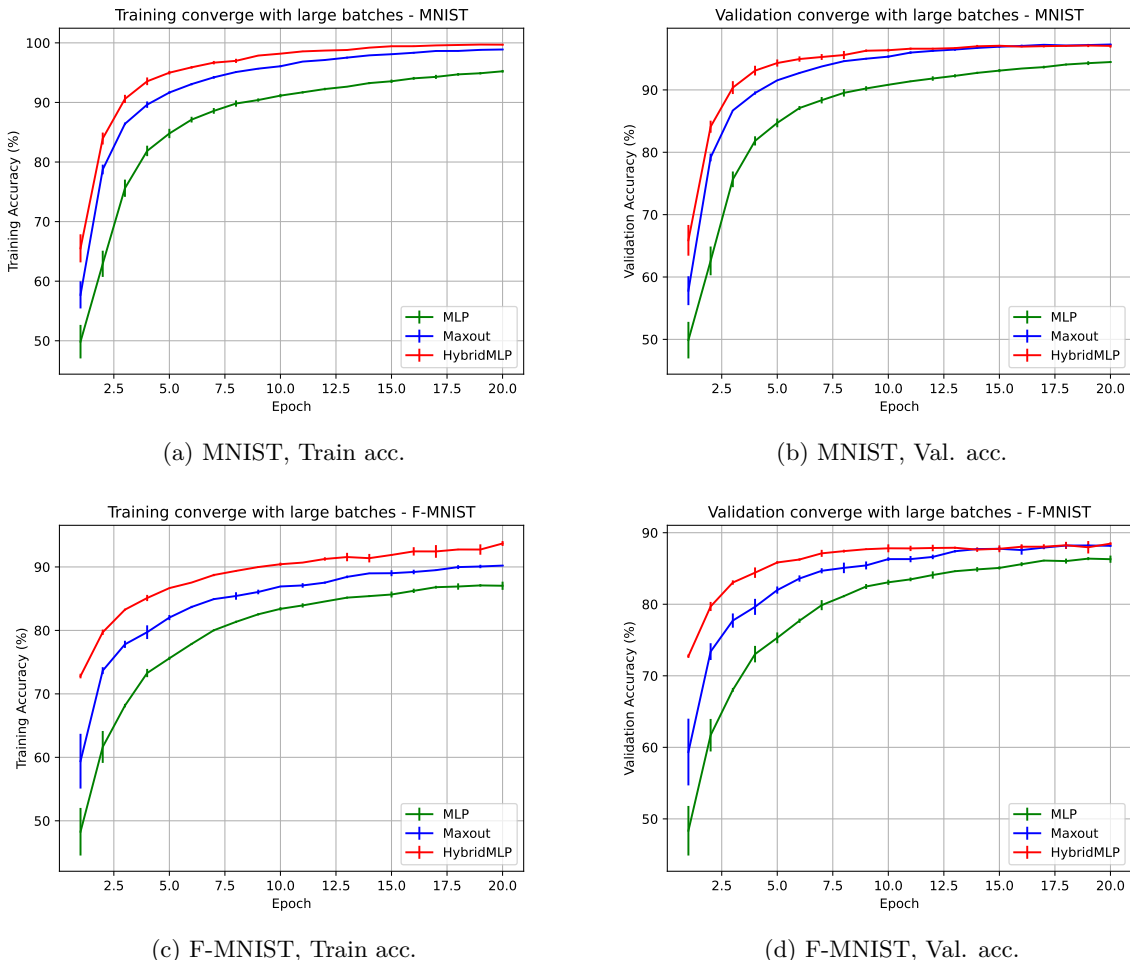 Training converge with large batches - MNIST
100
90
80
70
60
50
Training Accuracy (%)
2.5 5.0 7.5 10.0 12.5 15.0 17.5 20.0
Epoch
MLP
Maxout
HybridMLP
(a) MNIST, Train acc.
Validation converge with large batches - MNIST
90
80
70
60
50
Validation Accuracy (%)
2.5 5.0 7.5 10.0 12.5 15.0 17.5 20.0
Epoch
MLP
Maxout
HybridMLP
(b) MNIST, Val. acc.
Training converge with large batches - F-MNIST
90
80
70
60
50
Training Accuracy (%)
2.5 5.0 7.5 10.0 12.5 15.0 17.5 20.0
Epoch
MLP
Maxout
HybridMLP
(c) F-MNIST, Train acc.
Validation converge with large batches - F-MNIST
90
80
70
60
50
Validation Accuracy (%)
2.5 5.0 7.5 10.0 12.5 15.0 17.5 20.0
Epoch
MLP
Maxout
HybridMLP
(d) F-MNIST, Val. acc.